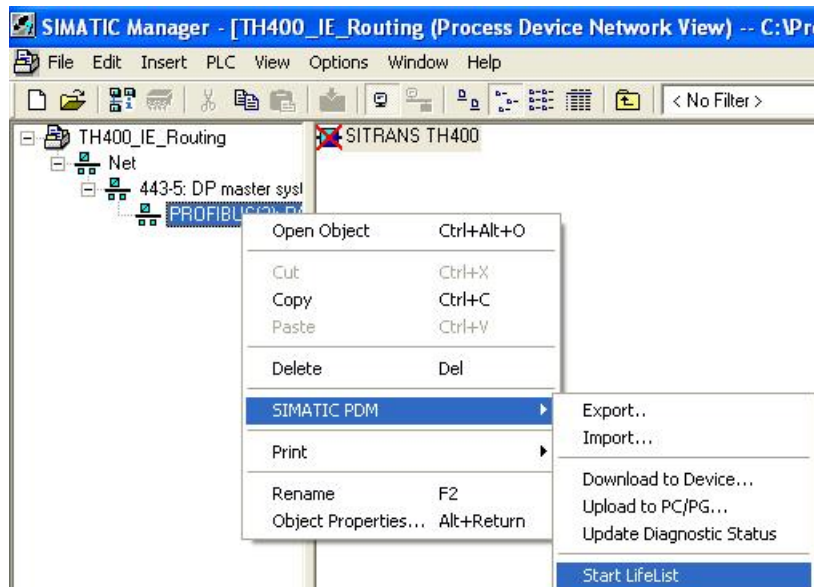 SIMATIC Manager - [TH400_IE_Routing (Process Device Network View) -- C:\Pr
File Edit Insert PLC View Options Window Help
< No Filter >
TH400_IE_Routing
SITRANS TH400
Net
443-5: DP master syst
Open Object Ctrl+Alt+O
Cut Ctrl+X
Copy Ctrl+C
Paste Ctrl+V
Delete Del
SIMATIC PDM
Export..
Import...
Print
Download to Device...
Upload to PC/PG...
Rename F2
Object Properties... Alt+Return
Update Diagnostic Status
Start LifeList